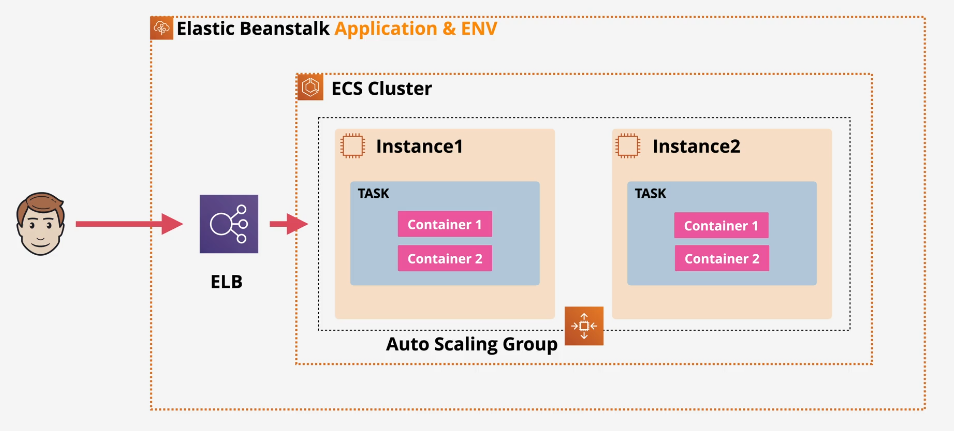 Elastic Beanstalk Application & ENV
ECS Cluster
Instance1
Instance2
TASK
Container 1
Container 2
TASK
Container 1
Container 2
ELB
Auto Scaling Group